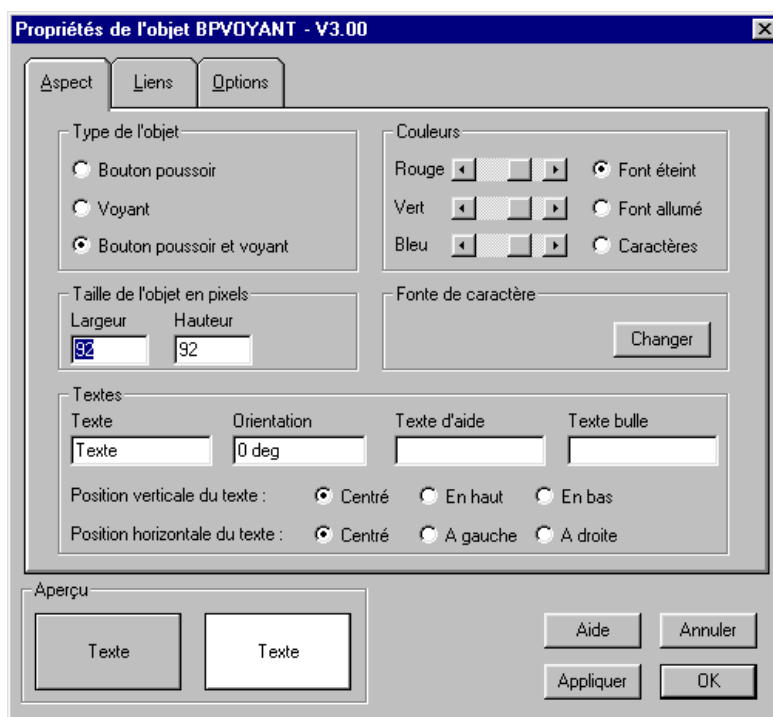 Propriétés de l'objet BPVOYANT - V3.00
Aspect Liens Options
Type de l'objet
Bouton poussoir
Voyant
Bouton poussoir et voyant
Couleurs
Rouge Font éteint
Vert Font allumé
Bleu Caractères
Taille de l'objet en pixels
Largeur Hauteur
92 92
Fonte de caractère
Changer
Textes
Texte Orientation Texte d'aide Texte bulle
Texte 0 deg
Position verticale du texte : Centré En haut En bas
Position horizontale du texte : Centré A gauche A droite
Aperçu
Texte Texte
Aide Annuler
Appliquer OK